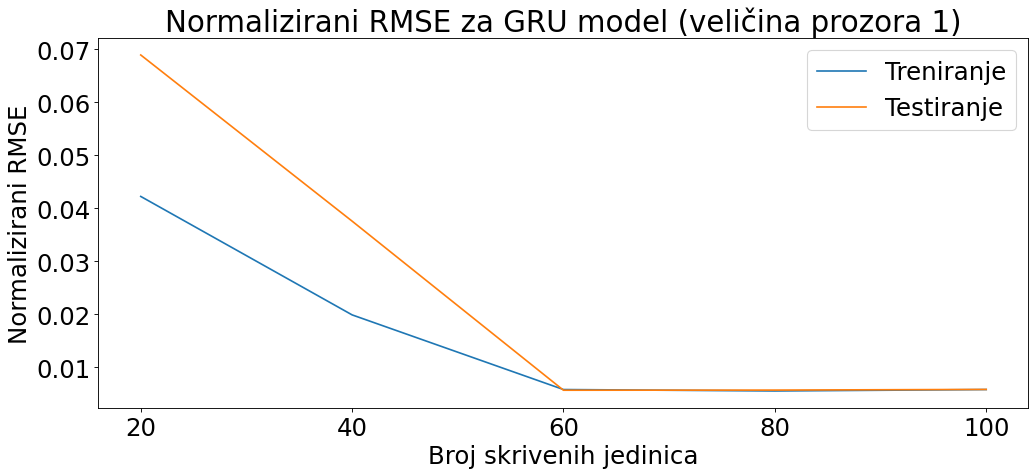 Normalizirani RMSE za GRU model (veličina prozora 1)
Normalizirani RMSE
0.07
0.06
0.05
0.04
0.03
0.02
0.01
Treniranje
Testiranje
20 40 60 80 100
Broj skrivenih jedinica